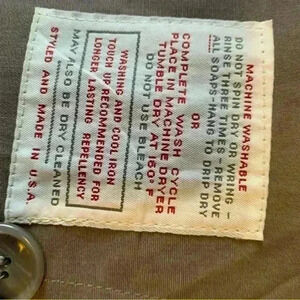 MACHINE WASHABLE
DO NOT SPIN DRY OR WRING -
RINSE THREE TIMES - REMOVE
ALL SOAPS - HANG TO DRIP DRY
OR
COMPLETE WASH CYCLE
PLACE IN MACHINE DRYER
TUMBLE DRY AT 160° F
DO NOT USE BLEACH
WASHING AND COOL IRON
TOUCH UP RECOMMENDED FOR
LONGER LASTING REPELLENCY
MAY ALSO BE DRY CLEANED
STYLED AND MADE IN U.S.A.